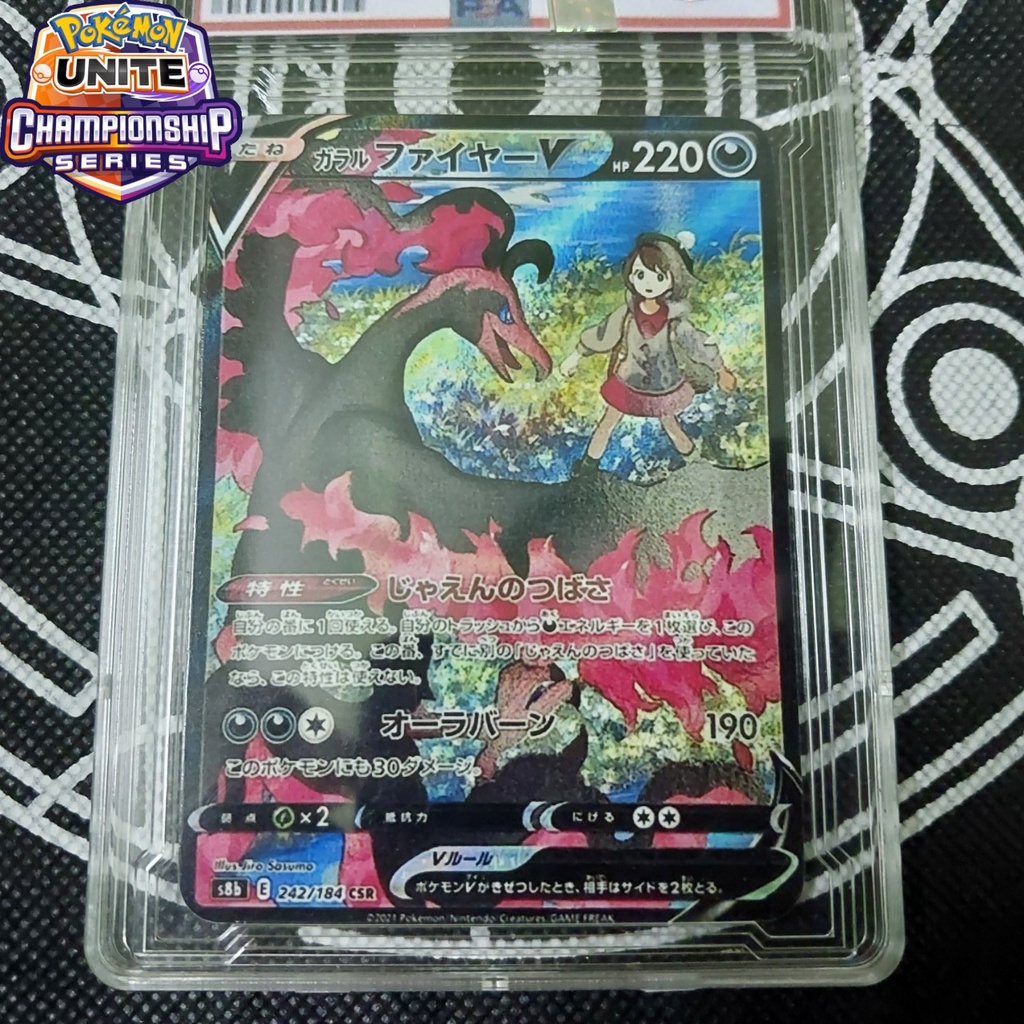 PSA
POKÉMON
UNITE
CHAMPIONSHIP
SERIES
たね
ガラル ファイヤーV HP 220
特性 とくせい じゃえんのつばさ
自分の番に1回使える。自分のトラッシュからエネルギーを1枚選び、この
ポケモンにつける。この番、すでに別の「じゃえんのつばさ」を使っていた
なら、この特性は使えない。
オーラバーン 190
このポケモンにも30ダメージ。
弱点 ×2 抵抗力 にげる
Vルール
ポケモンVがきぜつしたとき、相手はサイドを2枚とる。
Illus. Jiro Sasumo
s8b E 242/184 CSR
©2021 Pokémon/Nintendo/Creatures/GAME FREAK